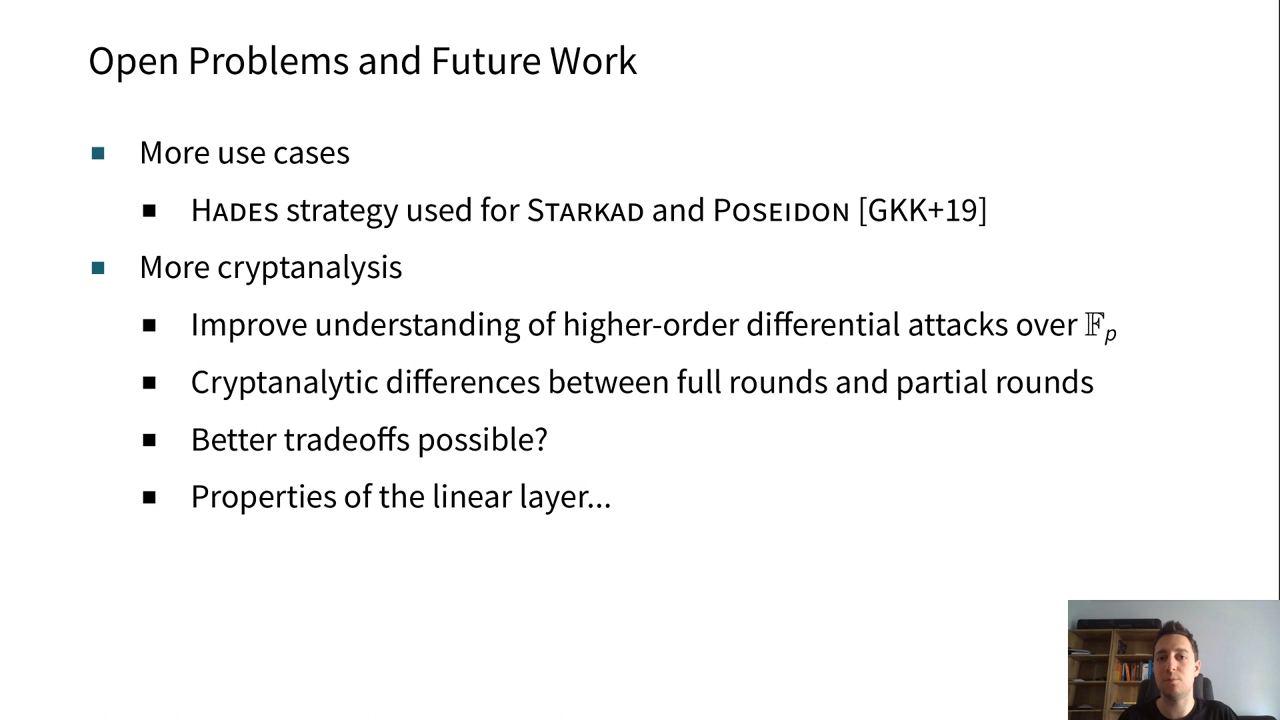 Open Problems and Future Work
More use cases
Hades strategy used for Starkad and Poseidon [GKK+19]
More cryptanalysis
Improve understanding of higher-order differential attacks over 𝔽p
Cryptanalytic differences between full rounds and partial rounds
Better tradeoffs possible?
Properties of the linear layer...